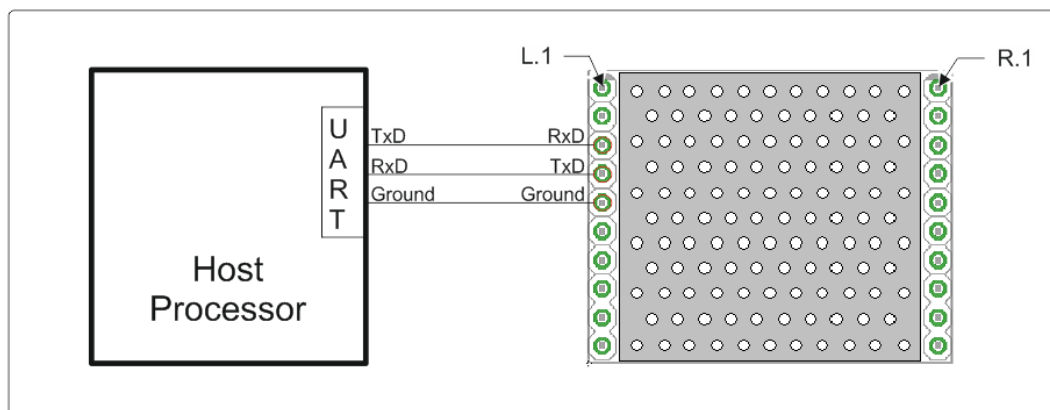 L.1
R.1
U
A
R
T
TxD
RxD
RxD
TxD
Ground
Ground
Host
Processor